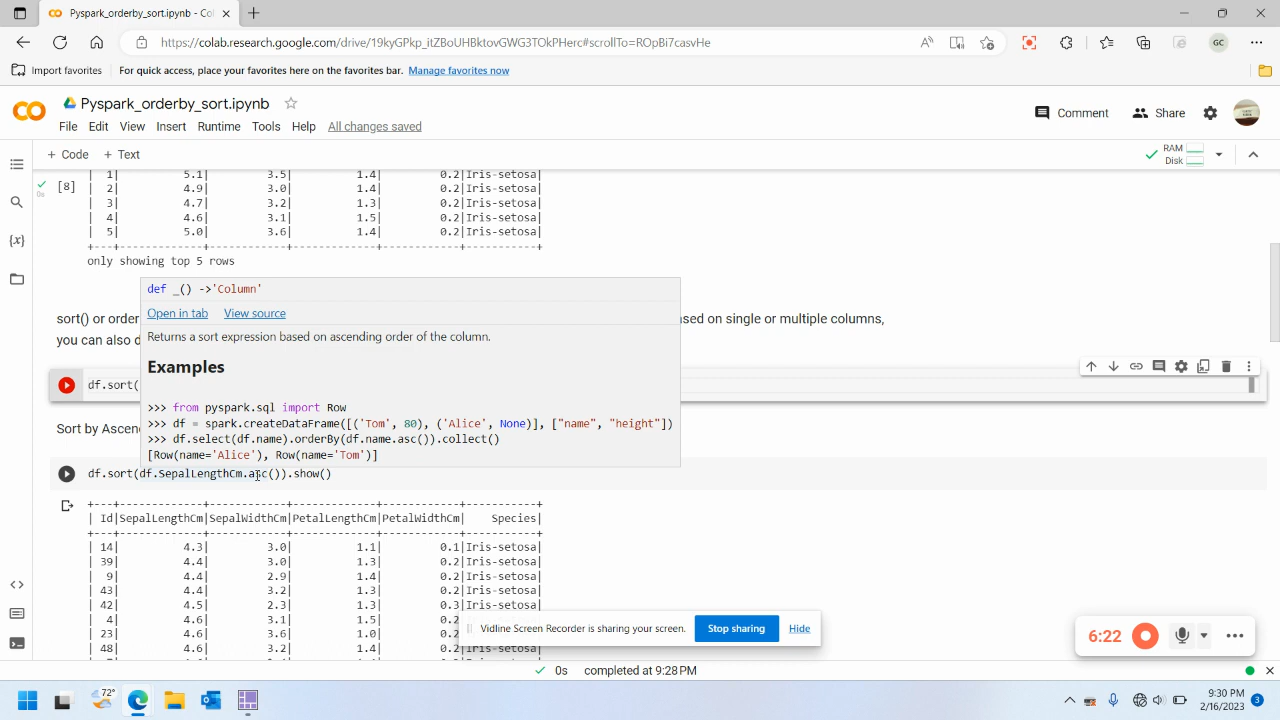 Pyspark_orderby_sort.ipynb - Col
https://colab.research.google.com/drive/19kyGPkp_itZBoUHBktovGWG3TOkPHerc#scrollTo=ROpBi7casvHe
GC
Import favorites
For quick access, place your favorites here on the favorites bar. Manage favorites now
Pyspark_orderby_sort.ipynb
File Edit View Insert Runtime Tools Help All changes saved
Comment
Share
+ Code + Text
RAM
Disk
[8]
0s
| 1| 5.1| 3.5| 1.4| 0.2|Iris-setosa|
| 2| 4.9| 3.0| 1.4| 0.2|Iris-setosa|
| 3| 4.7| 3.2| 1.3| 0.2|Iris-setosa|
| 4| 4.6| 3.1| 1.5| 0.2|Iris-setosa|
| 5| 5.0| 3.6| 1.4| 0.2|Iris-setosa|
+---+-------------+------------+-------------+------------+-----------+
only showing top 5 rows
def _() ->'Column'
Open in tab View source
Returns a sort expression based on ascending order of the column.
Examples
>>> from pyspark.sql import Row
>>> df = spark.createDataFrame([('Tom', 80), ('Alice', None)], ["name", "height"])
>>> df.select(df.name).orderBy(df.name.asc()).collect()
[Row(name='Alice'), Row(name='Tom')]
sort() or order
sed on single or multiple columns,
you can also d
df.sort(
Sort by Ascen
df.sort(df.SepalLengthCm.asc()).show()
+---+-------------+------------+-------------+------------+-----------+
| Id|SepalLengthCm|SepalWidthCm|PetalLengthCm|PetalWidthCm| Species|
+---+-------------+------------+-------------+------------+-----------+
| 14| 4.3| 3.0| 1.1| 0.1|Iris-setosa|
| 39| 4.4| 3.0| 1.3| 0.2|Iris-setosa|
| 9| 4.4| 2.9| 1.4| 0.2|Iris-setosa|
| 43| 4.4| 3.2| 1.3| 0.2|Iris-setosa|
| 42| 4.5| 2.3| 1.3| 0.3|Iris-setosa|
| 4| 4.6| 3.1| 1.5| 0.2
| 23| 4.6| 3.6| 1.0| 0.2
| 48| 4.6| 3.2| 1.4| 0.2|Iris-setosa|
Vidline Screen Recorder is sharing your screen.
Stop sharing
Hide
6:22
0s completed at 9:28 PM
72°
9:30 PM
2/16/2023
3